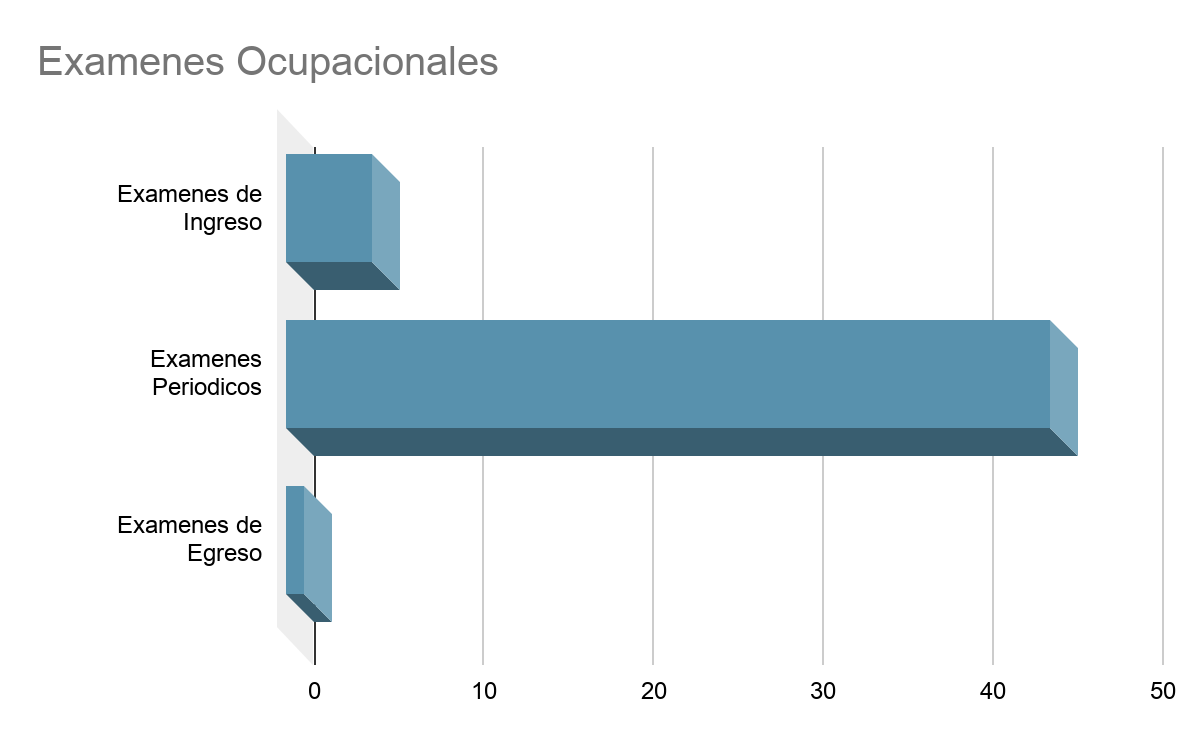 Examenes Ocupacionales
Examenes de
Ingreso
Examenes
Periodicos
Examenes de
Egreso
0 10 20 30 40 50